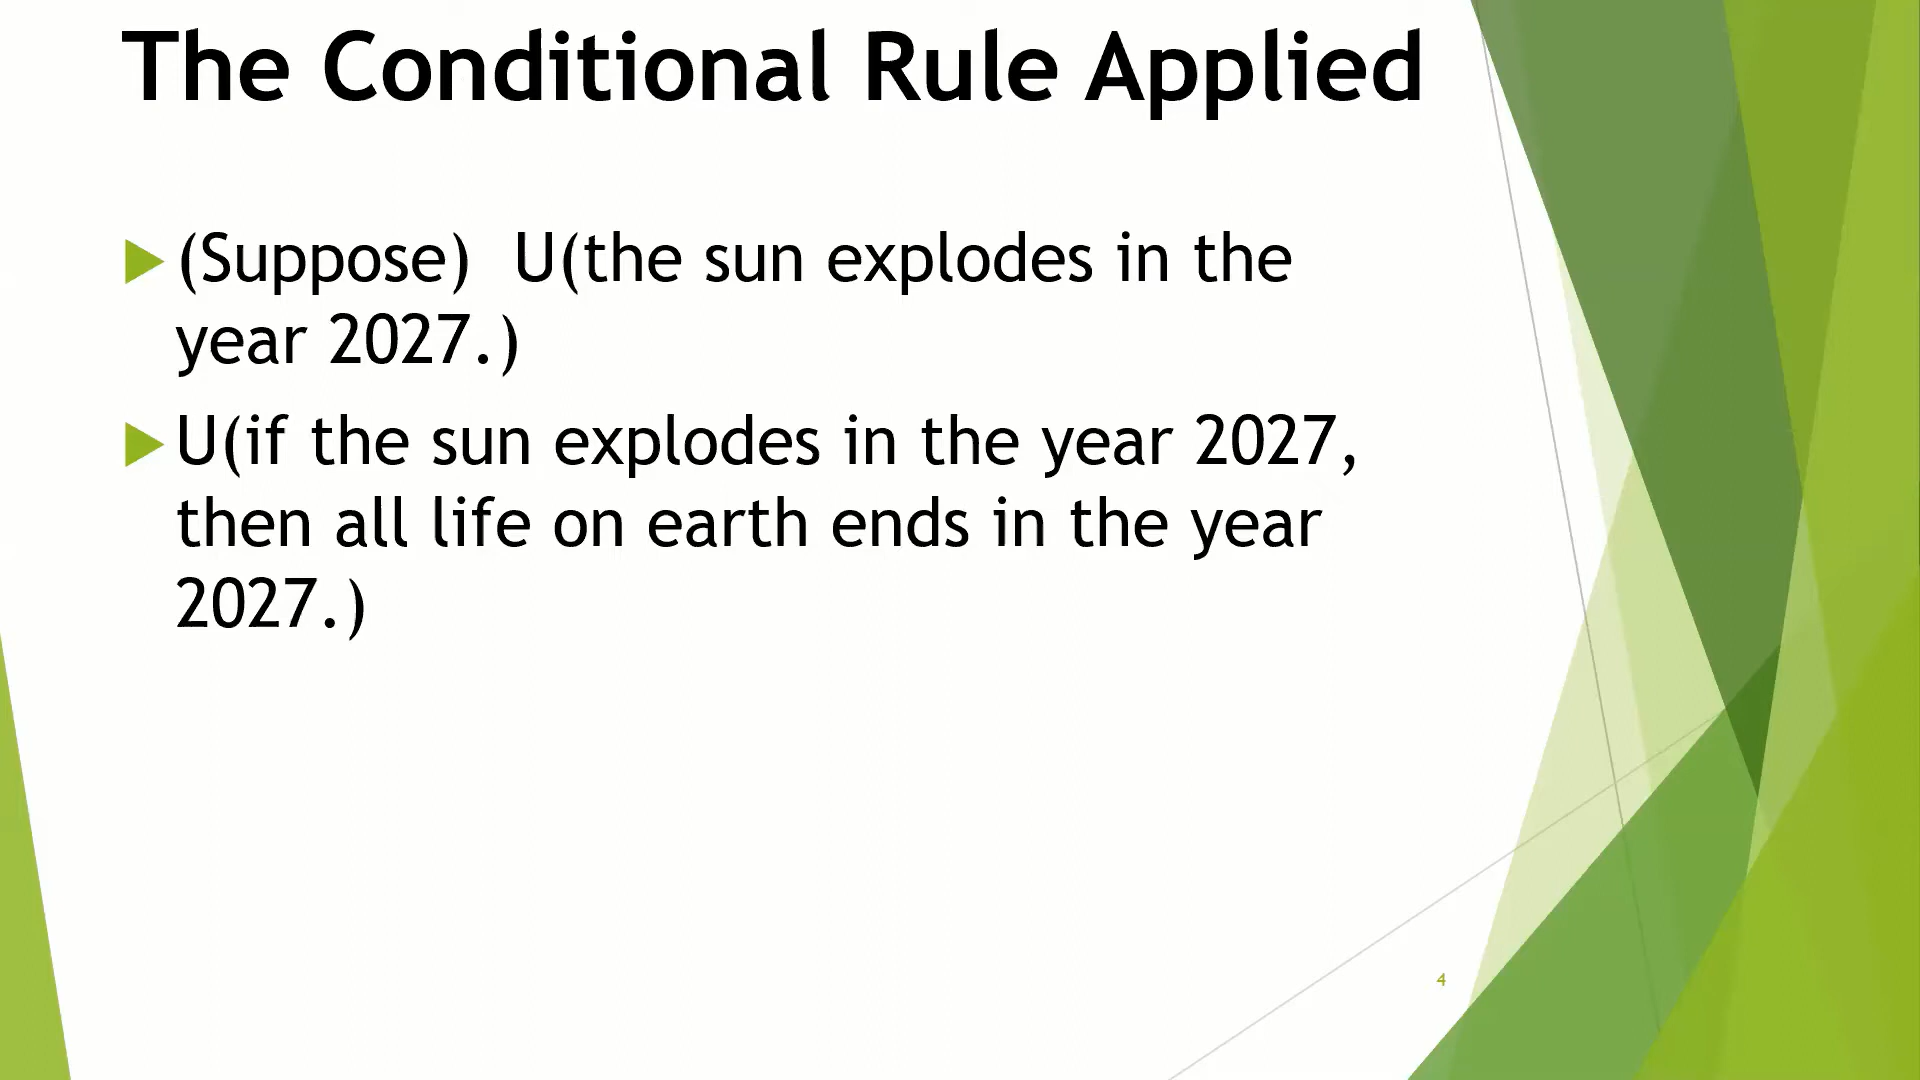 The Conditional Rule Applied
(Suppose) U(the sun explodes in the
year 2027.)
U(if the sun explodes in the year 2027,
then all life on earth ends in the year
2027.)
4